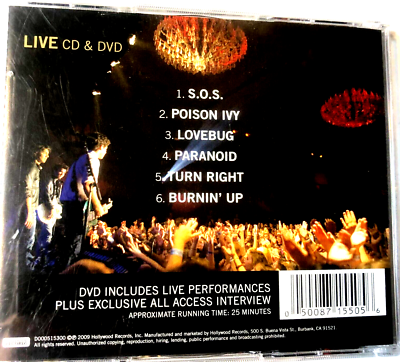 LIVE CD & DVD
1. S.O.S.
2. POISON IVY
3. LOVEBUG
4. PARANOID
5. TURN RIGHT
6. BURNIN' UP
DVD INCLUDES LIVE PERFORMANCES
PLUS EXCLUSIVE ALL ACCESS INTERVIEW
APPROXIMATE RUNNING TIME: 25 MINUTES
0 50087 15505 6
D000515300 ©℗ 2009 Hollywood Records, Inc. Manufactured and marketed by Hollywood Records, 500 S. Buena Vista St., Burbank, CA 91521.
All rights reserved. Unauthorized copying, reproduction, hiring, lending, public performance and broadcasting prohibited.